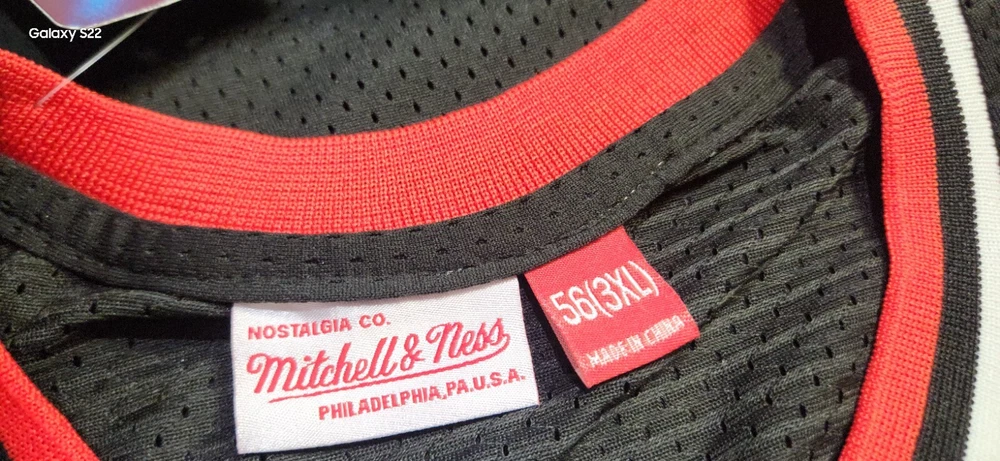 Galaxy S22
NOSTALGIA CO.
Mitchell & Ness
PHILADELPHIA, PA. U.S.A.
56(3XL)
MADE IN CHINA